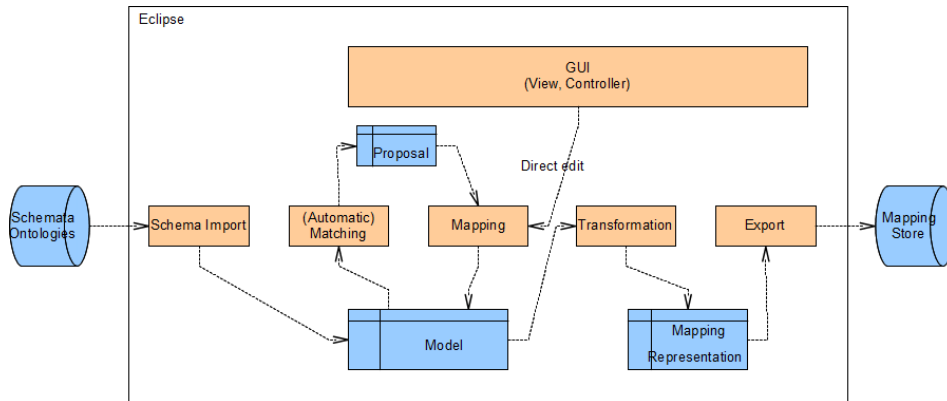 Eclipse
GUI
(View, Controller)
Proposal
Direct edit
Schemata
Ontologies
Schema Import
(Automatic)
Matching
Mapping
Transformation
Export
Mapping
Store
Model
Mapping
Representation